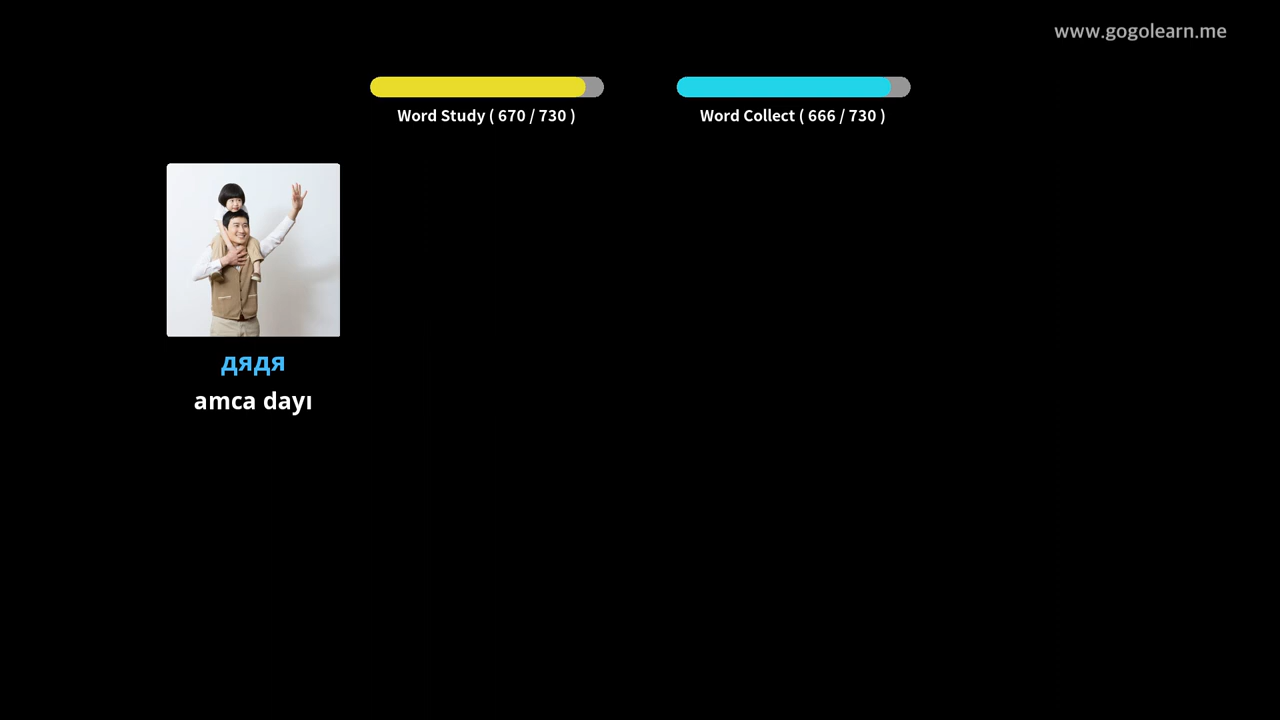 www.gogolearn.me
Word Study ( 670 / 730 )
Word Collect ( 666 / 730 )
дядя
amca dayı